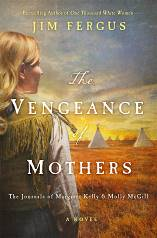 Bestselling Author of One Thousand White Women
JIM FERGUS
The
VENGEANCE
of
MOTHERS
The Journals of Margaret Kelly & Molly McGill
A NOVEL